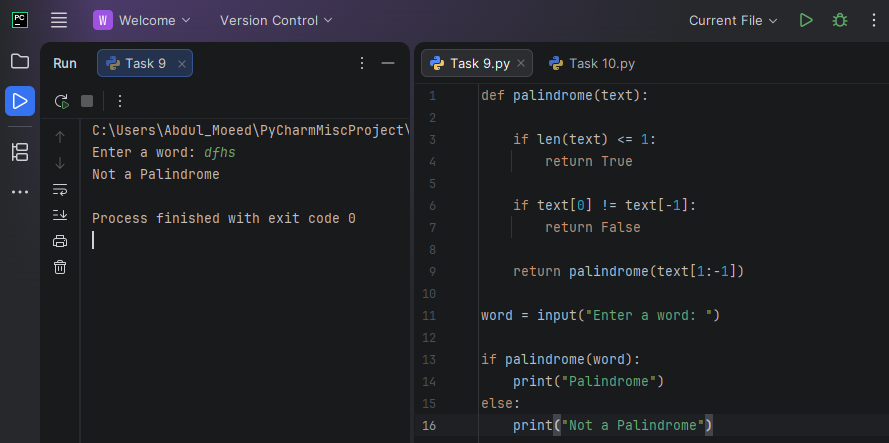 PC
W Welcome
Version Control
Current File
Run
Task 9
C:\Users\Abdul_Moeed\PyCharmMiscProject\
Enter a word: dfhs
Not a Palindrome
Process finished with exit code 0
Task 9.py
Task 10.py
1 def palindrome(text):
2
3     if len(text) <= 1:
4         return True
5
6     if text[0] != text[-1]:
7         return False
8
9     return palindrome(text[1:-1])
10
11 word = input("Enter a word: ")
12
13 if palindrome(word):
14     print("Palindrome")
15 else:
16     print("Not a Palindrome")